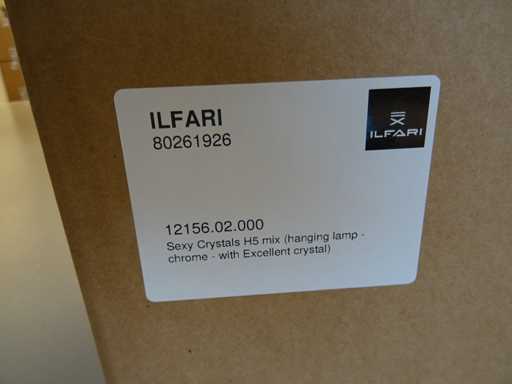 ILFARI
80261926
ILFARI
12156.02.000
Sexy Crystals H5 mix (hanging lamp -
chrome - with Excellent crystal)